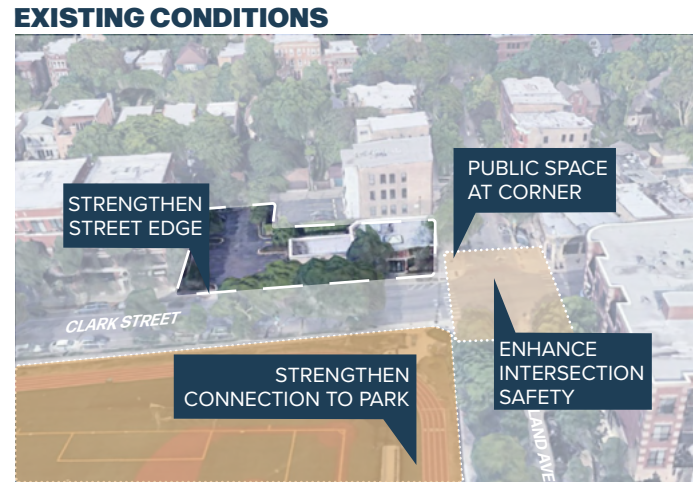 EXISTING CONDITIONS
STRENGTHEN
STREET EDGE
PUBLIC SPACE
AT CORNER
CLARK STREET
STRENGTHEN
CONNECTION TO PARK
ENHANCE
INTERSECTION
SAFETY